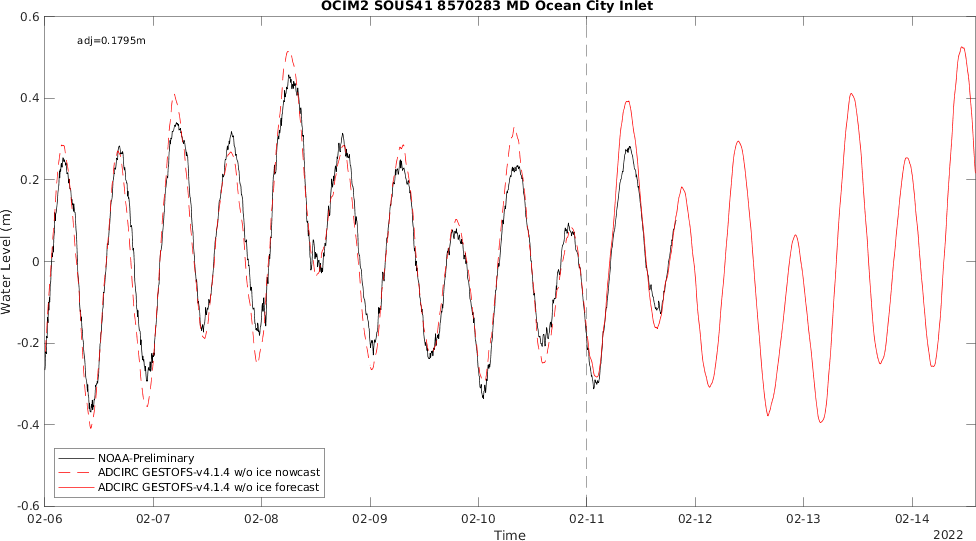 OCIM2 SOUS41 8570283 MD Ocean City Inlet
adj=0.1795m
0.6
0.4
0.2
0
-0.2
-0.4
-0.6
Water Level (m)
NOAA-Preliminary
ADCIRC GESTOFS-v4.1.4 w/o ice nowcast
ADCIRC GESTOFS-v4.1.4 w/o ice forecast
02-06 02-07 02-08 02-09 02-10 02-11 02-12 02-13 02-14
Time
2022